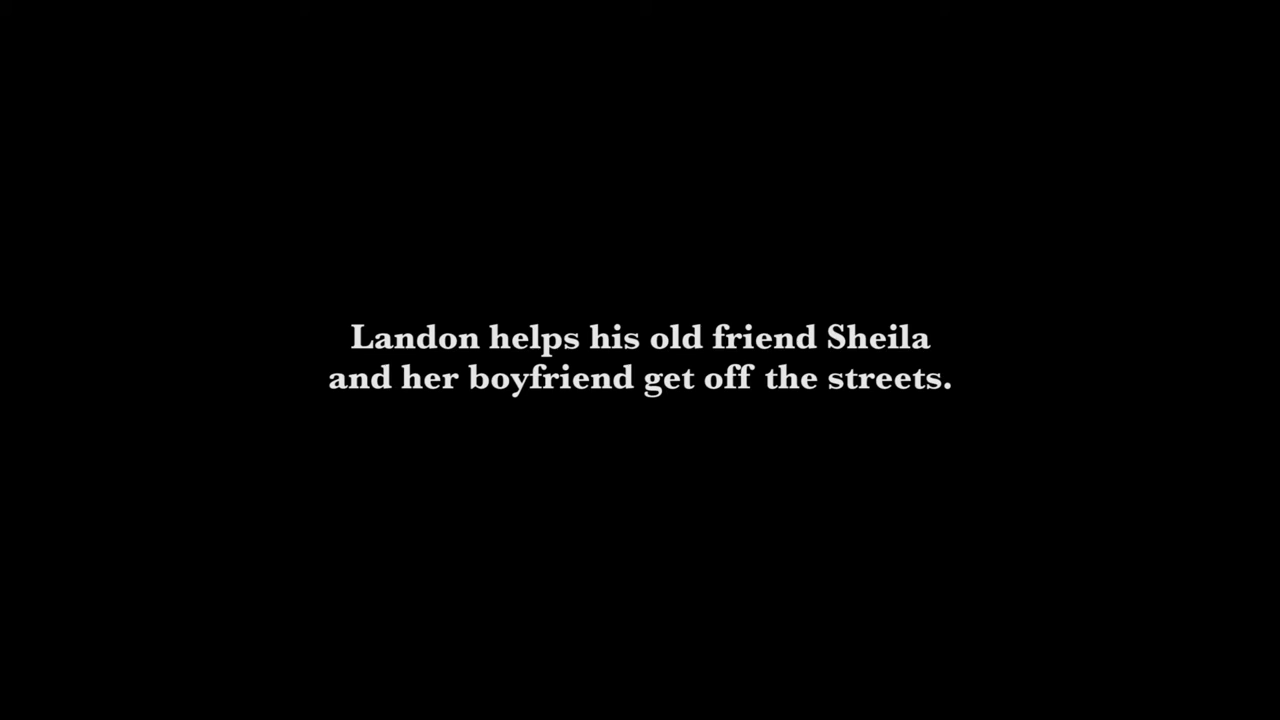 Landon helps his old friend Sheila
and her boyfriend get off the streets.